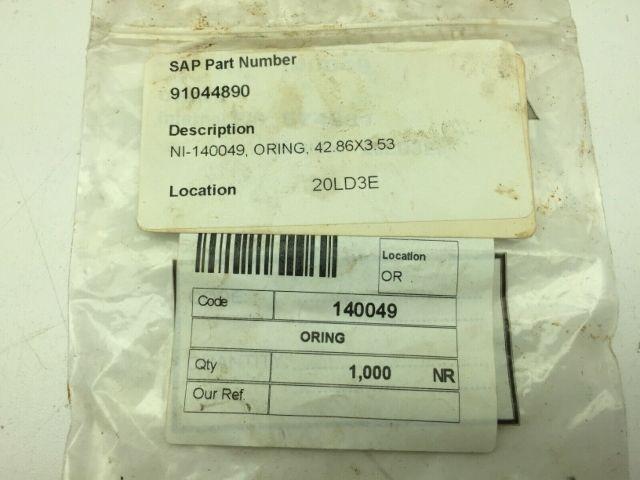 SAP Part Number
91044890
Description
NI-140049, ORING, 42.86X3.53
Location 20LD3E
Location
OR
Code 140049
ORING
Qty 1,000 NR
Our Ref.